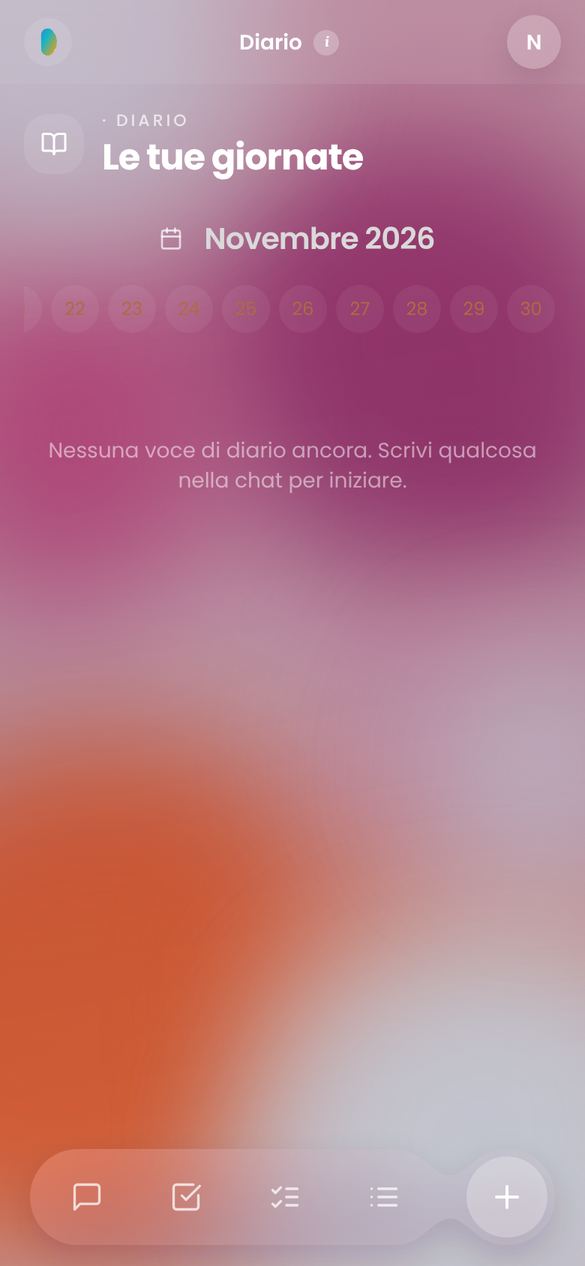 Diario i N
· DIARIO
Le tue giornate
Novembre 2026
22 23 24 25 26 27 28 29 30
Nessuna voce di diario ancora. Scrivi qualcosa
nella chat per iniziare.